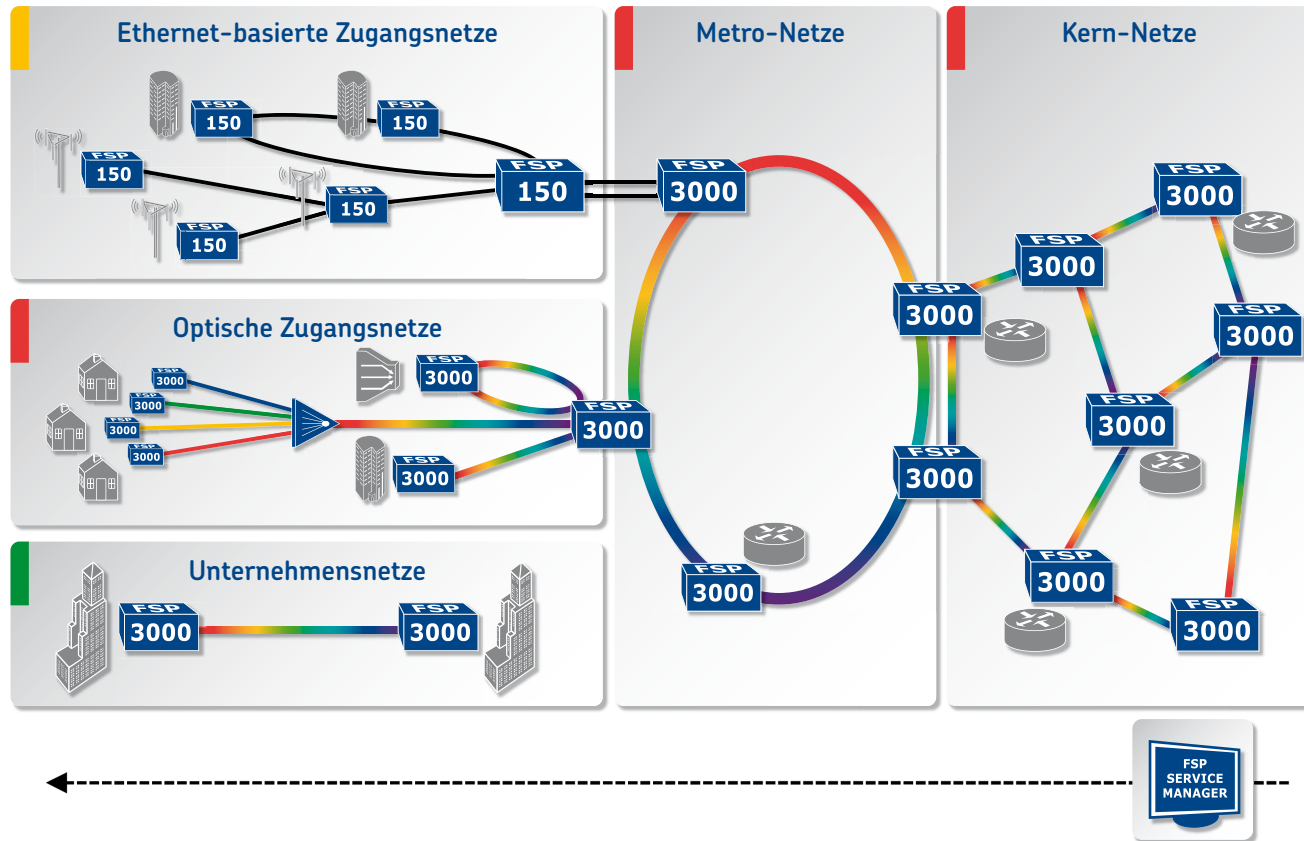 Ethernet-basierte Zugangsnetze
FSP
150
FSP
150
FSP
150
FSP
150
FSP
150
FSP
150
Optische Zugangsnetze
FSP
3000
FSP
3000
FSP
3000
FSP
3000
FSP
3000
FSP
3000
FSP
3000
Unternehmensnetze
FSP
3000
FSP
3000
Metro-Netze
FSP
3000
FSP
3000
FSP
3000
FSP
3000
Kern-Netze
FSP
3000
FSP
3000
FSP
3000
FSP
3000
FSP
3000
FSP
3000
FSP
SERVICE
MANAGER